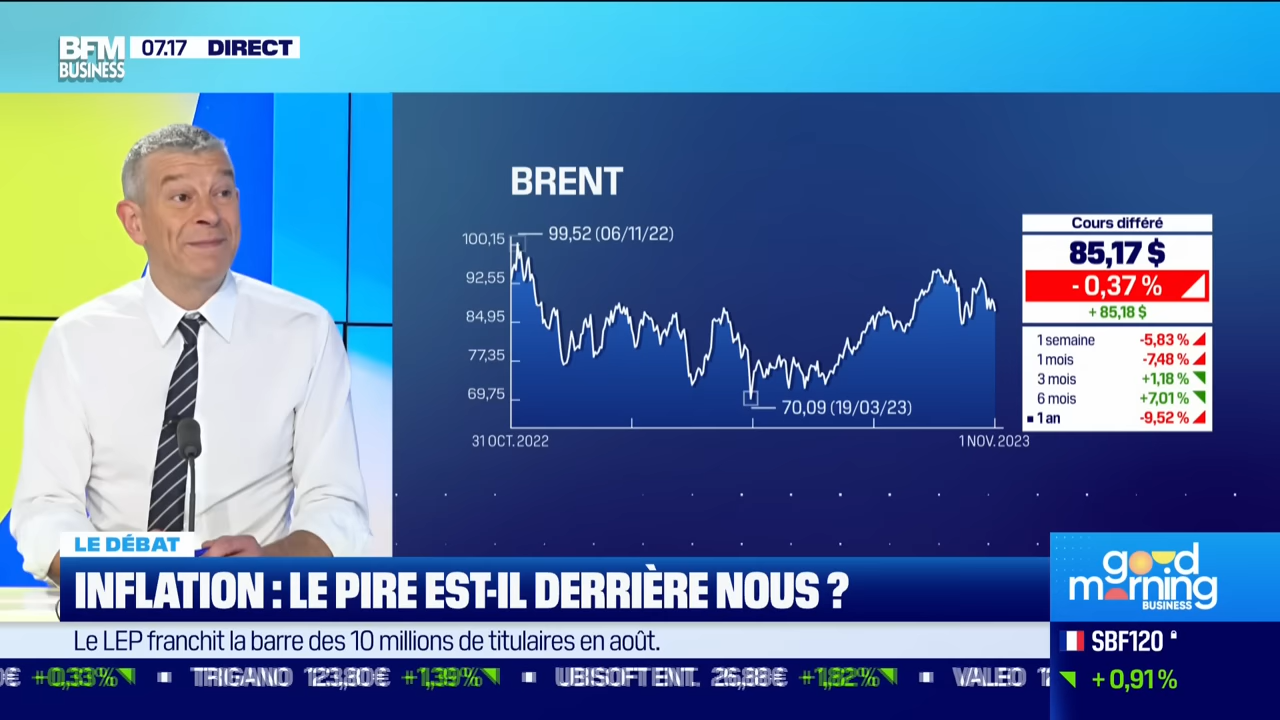 BFM
BUSINESS
07.17 DIRECT
BRENT
100,15
92,55
84,95
77,35
69,75
99,52 (06/11/22)
70,09 (19/03/23)
31 OCT. 2022
1 NOV. 2023
Cours différé
85,17 $
- 0,37 %
+ 85,18 $
1 semaine -5,83 %
1 mois -7,48 %
3 mois +1,18 %
6 mois +7,01 %
1 an -9,52 %
LE DÉBAT
INFLATION : LE PIRE EST-IL DERRIÈRE NOUS ?
Le LEP franchit la barre des 10 millions de titulaires en août.
good
morning
BUSINESS
SBF120
+ 0,91 %
€ +0,33% TRIGANO 123,80€ +1,39% UBISOFT ENT. +1,82% VALEO